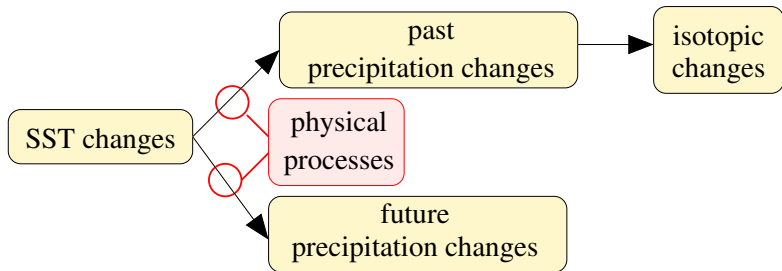 past
precipitation changes
isotopic
changes
SST changes
physical
processes
future
precipitation changes